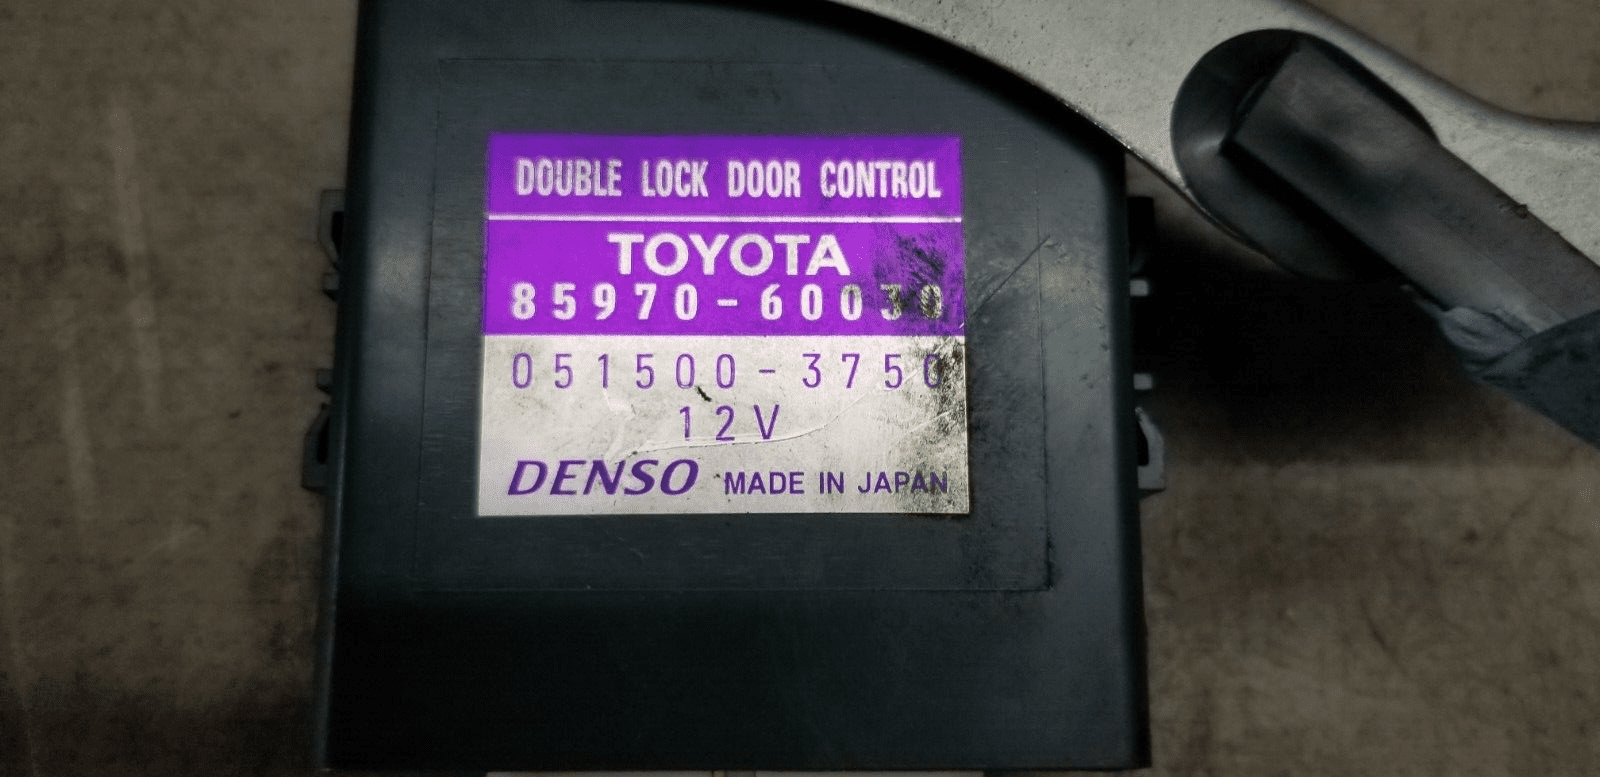 DOUBLE LOCK DOOR CONTROL
TOYOTA
85970-60030
051500-3750
12V
DENSO MADE IN JAPAN